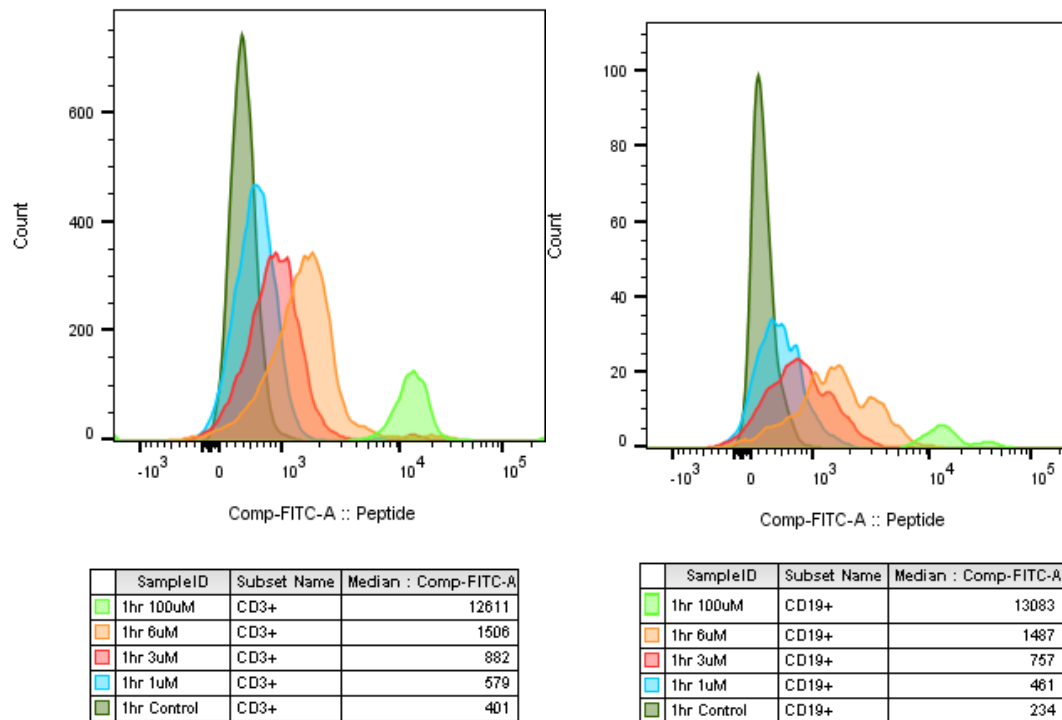 600
400
200
0
Count
-10³ 0 10³ 10⁴ 10⁵
Comp-FITC-A :: Peptide
SampleID Subset Name Median : Comp-FITC-A
1hr 100uM CD3+ 12611
1hr 6uM CD3+ 1506
1hr 3uM CD3+ 882
1hr 1uM CD3+ 579
1hr Control CD3+ 401
100
80
60
40
20
0
Count
-10³ 0 10³ 10⁴ 10⁵
Comp-FITC-A :: Peptide
SampleID Subset Name Median : Comp-FITC-A
1hr 100uM CD19+ 13083
1hr 6uM CD19+ 1487
1hr 3uM CD19+ 757
1hr 1uM CD19+ 461
1hr Control CD19+ 234